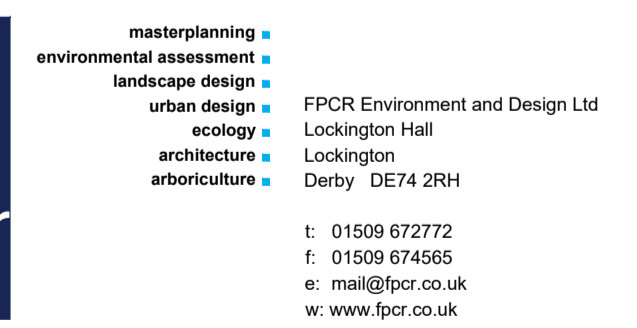 masterplanning
environmental assessment
landscape design
urban design
ecology
architecture
arboriculture
FPCR Environment and Design Ltd
Lockington Hall
Lockington
Derby DE74 2RH
t: 01509 672772
f: 01509 674565
e: mail@fpcr.co.uk
w: www.fpcr.co.uk